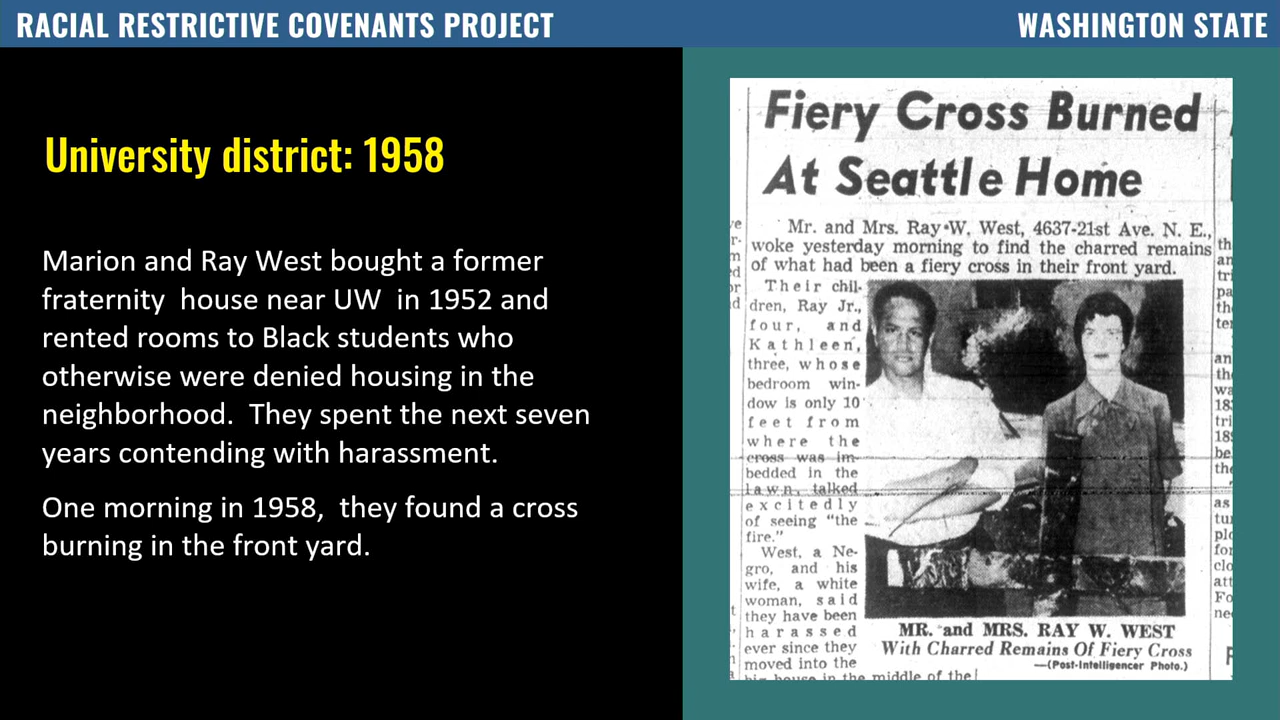 RACIAL RESTRICTIVE COVENANTS PROJECT
WASHINGTON STATE
University district: 1958
Marion and Ray West bought a former
fraternity house near UW in 1952 and
rented rooms to Black students who
otherwise were denied housing in the
neighborhood. They spent the next seven
years contending with harassment.
One morning in 1958, they found a cross
burning in the front yard.
Fiery Cross Burned
At Seattle Home
Mr. and Mrs. Ray W. West, 4637-21st Ave. N. E.,
woke yesterday morning to find the charred remains
of what had been a fiery cross in their front yard.
Their chil-
dren, Ray Jr.,
four, and
Kathleen,
three, whose
bedroom win-
dow is only 10
feet from
where the
cross was im-
bedded in the
lawn, talked
excitedly
of seeing "the
fire."
West, a Ne-
gro, and his
wife, a white
woman, said
they have been
harassed
ever since they
moved into the
big house in the middle of the
MR. and MRS. RAY W. WEST
With Charred Remains Of Fiery Cross
—(Post-Intelligencer Photo.)